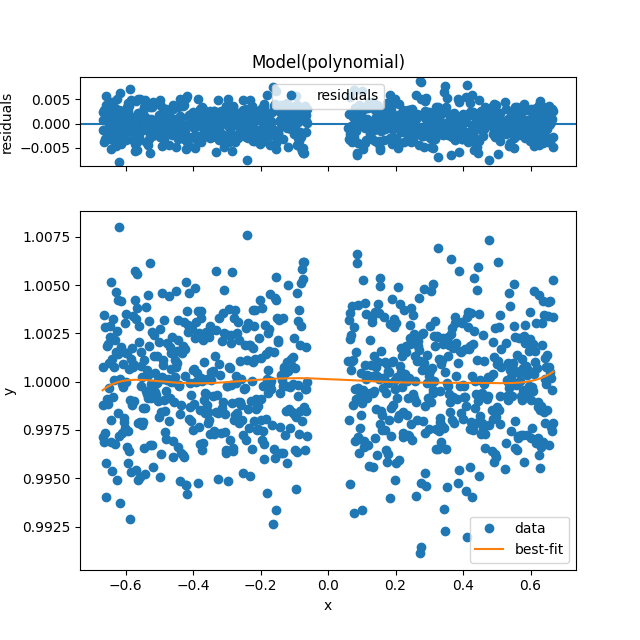 Model(polynomial)
residuals
0.005
0.000
−0.005
residuals
y
1.0075
1.0050
1.0025
1.0000
0.9975
0.9950
0.9925
data
best-fit
−0.6 −0.4 −0.2 0.0 0.2 0.4 0.6
x